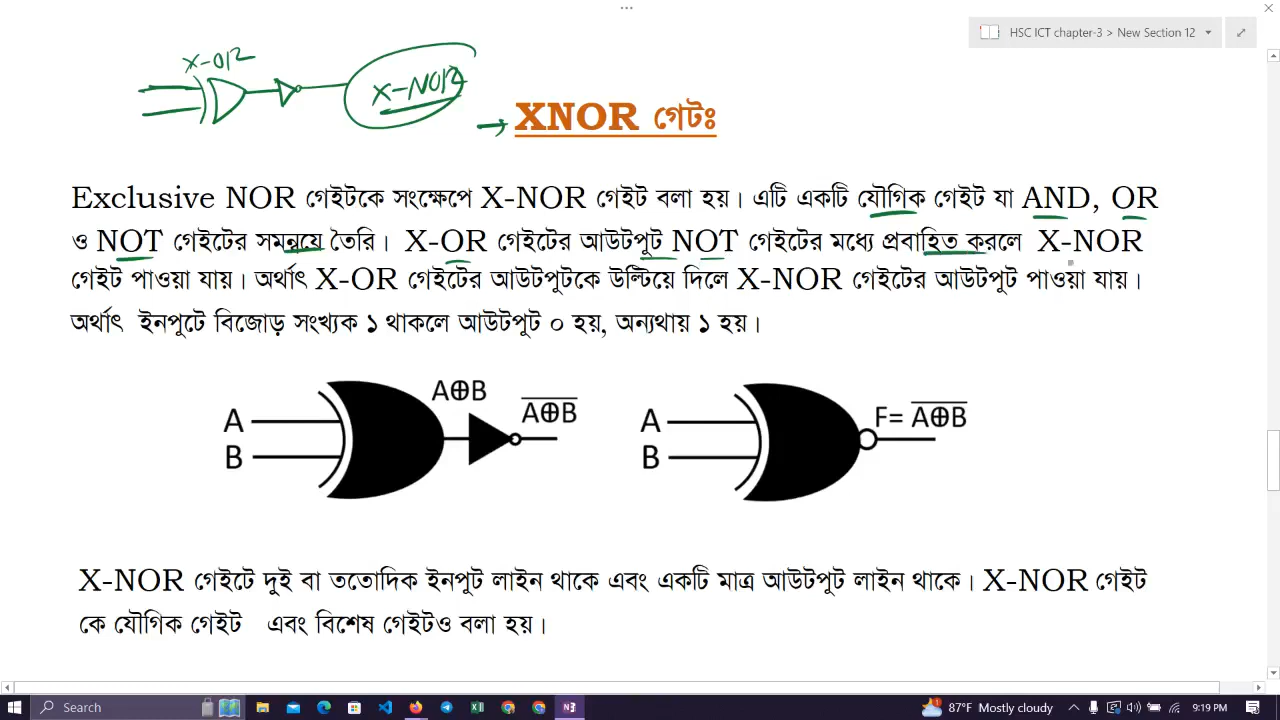 HSC ICT chapter-3 > New Section 12
X-OR
X-NOR
XNOR গেটঃ
Exclusive NOR গেইটকে সংক্ষেপে X-NOR গেইট বলা হয়। এটি একটি যৌগিক গেইট যা AND, OR
ও NOT গেইটের সমন্বয়ে তৈরি। X-OR গেইটের আউটপুট NOT গেইটের মধ্যে প্রবাহিত করলে X-NOR
গেইট পাওয়া যায়। অর্থাৎ X-OR গেইটের আউটপুটকে উল্টিয়ে দিলে X-NOR গেইটের আউটপুট পাওয়া যায়।
অর্থাৎ ইনপুটে বিজোড় সংখ্যক ১ থাকলে আউটপুট ০ হয়, অন্যথায় ১ হয়।
A⊕B
A̅⊕̅B̅
A
B
A
B
F= A̅⊕̅B̅
X-NOR গেইটে দুই বা ততোদিক ইনপুট লাইন থাকে এবং একটি মাত্র আউটপুট লাইন থাকে। X-NOR গেইট
কে যৌগিক গেইট এবং বিশেষ গেইটও বলা হয়।
Search
87°F Mostly cloudy
9:19 PM